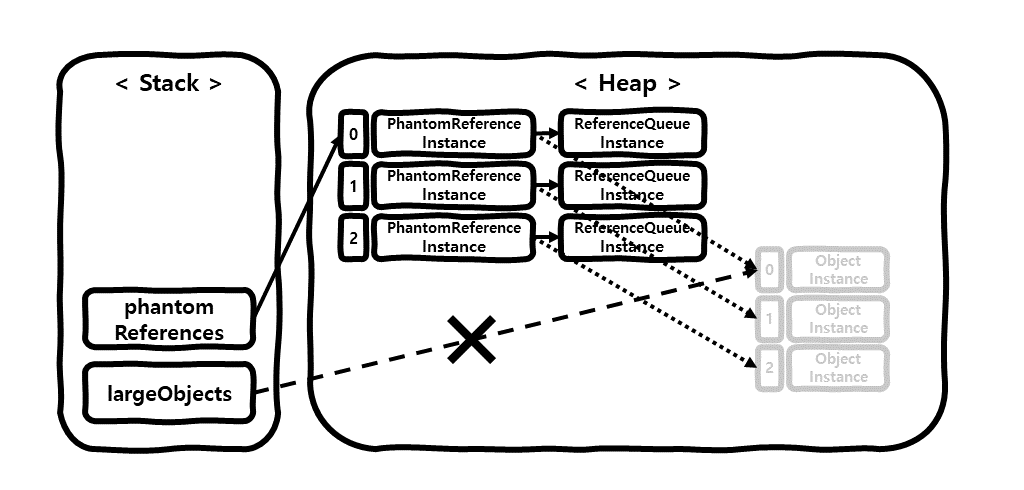 < Stack >
< Heap >
0
PhantomReference
Instance
ReferenceQueue
Instance
1
PhantomReference
Instance
ReferenceQueue
Instance
2
PhantomReference
Instance
ReferenceQueue
Instance
0
Object
Instance
1
Object
Instance
2
Object
Instance
phantom
References
largeObjects